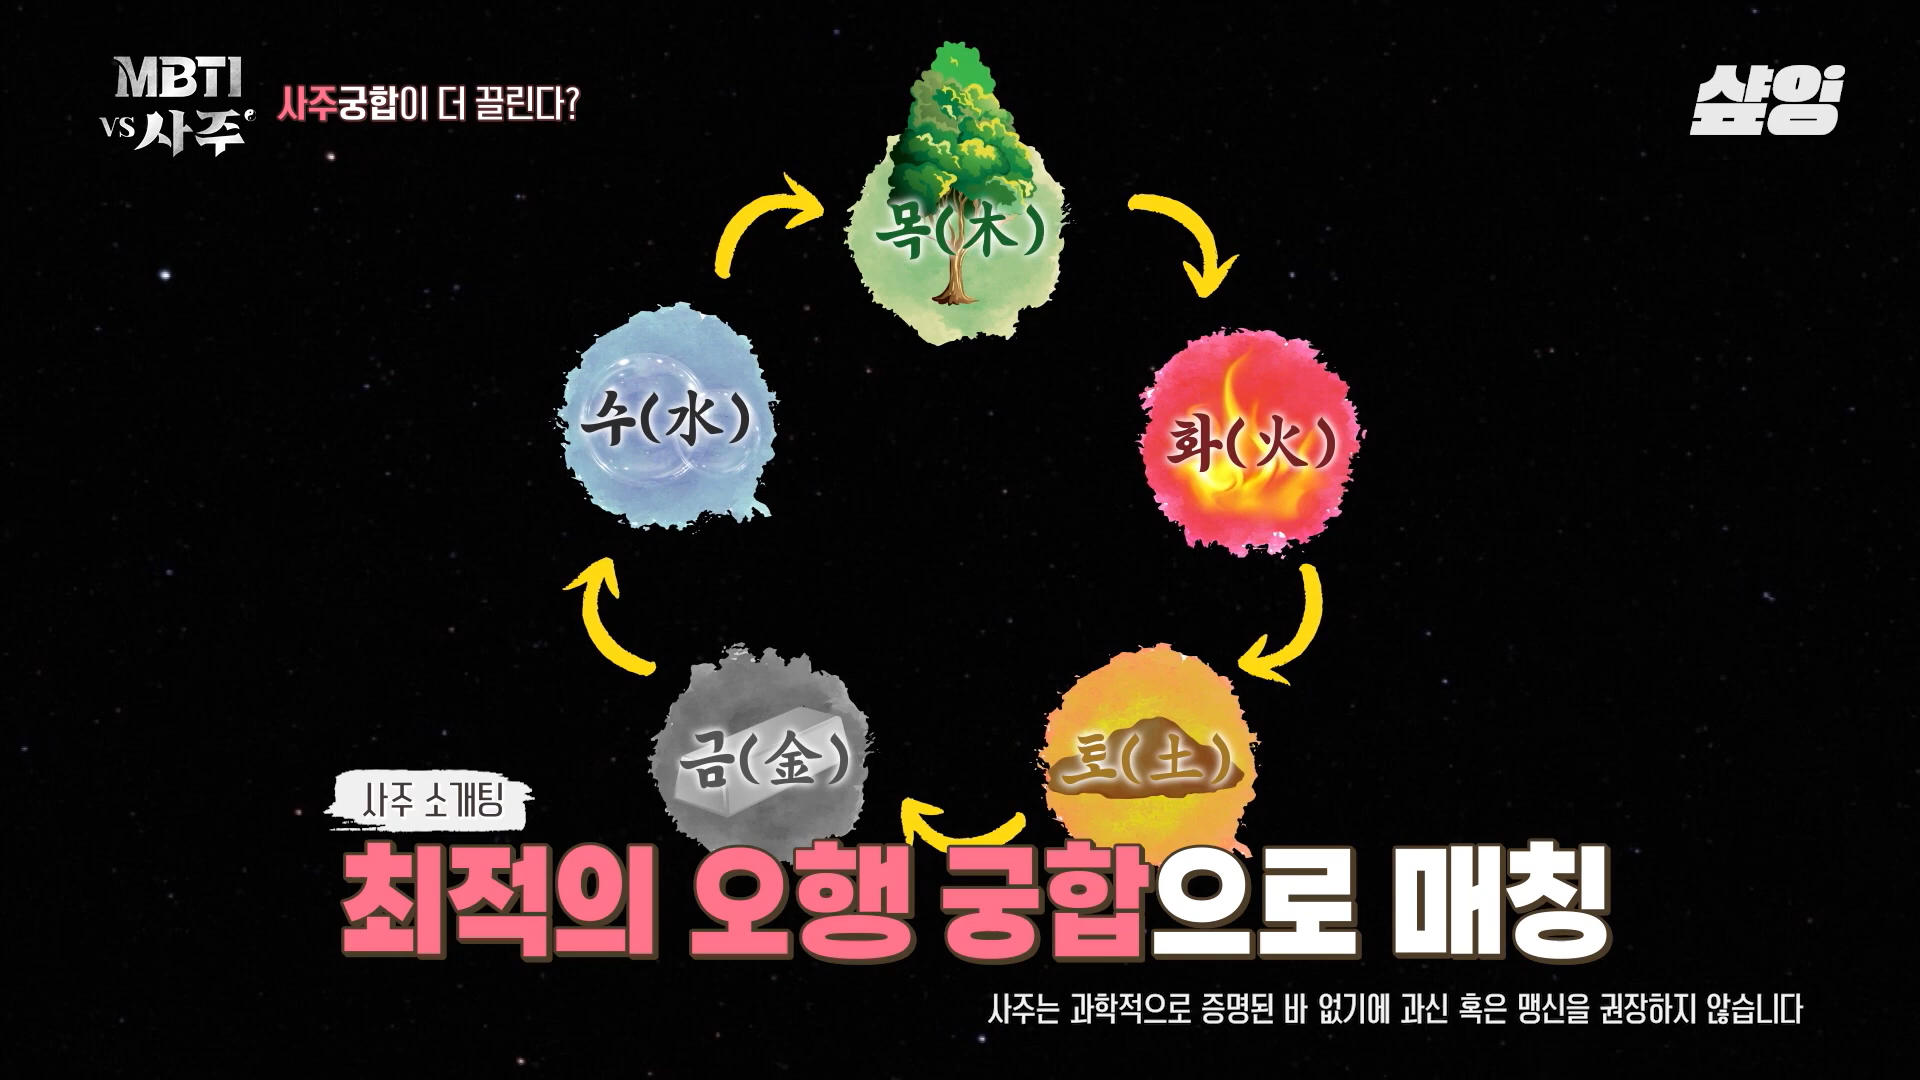 MBTI
VS 사주
사주궁합이 더 끌린다?
샾잉
목(木)
수(水)
화(火)
금(金)
토(土)
사주 소개팅
최적의 오행 궁합으로 매칭
사주는 과학적으로 증명된 바 없기에 과신 혹은 맹신을 권장하지 않습니다